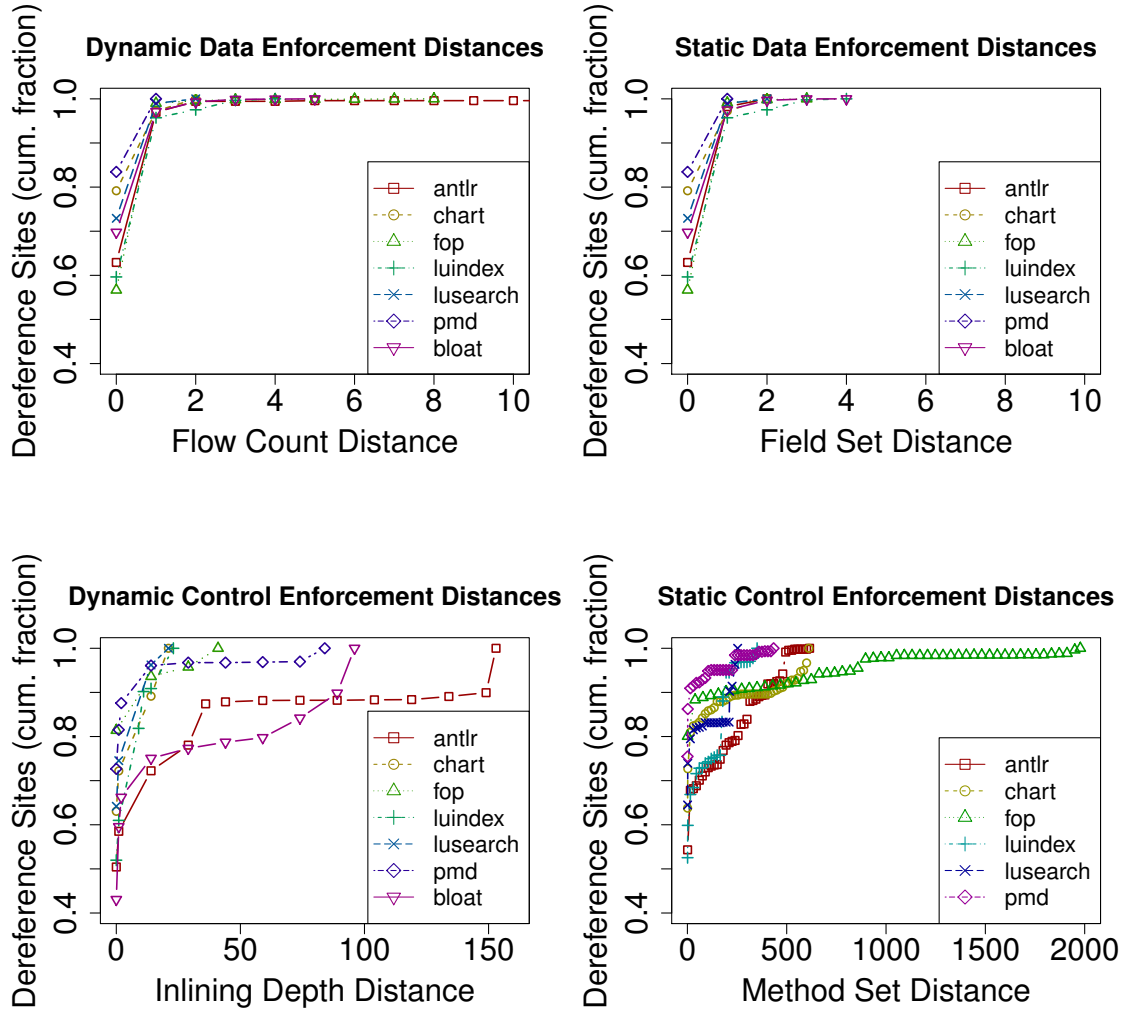 Dynamic Data Enforcement Distances
Dereference Sites (cum. fraction)
1.0
0.8
0.6
0.4
antlr
chart
fop
luindex
lusearch
pmd
bloat
0 2 4 6 8 10
Flow Count Distance
Static Data Enforcement Distances
Dereference Sites (cum. fraction)
1.0
0.8
0.6
0.4
antlr
chart
fop
luindex
lusearch
pmd
bloat
0 2 4 6 8 10
Field Set Distance
Dynamic Control Enforcement Distances
Dereference Sites (cum. fraction)
1.0
0.8
0.6
0.4
antlr
chart
fop
luindex
lusearch
pmd
bloat
0 50 100 150
Inlining Depth Distance
Static Control Enforcement Distances
Dereference Sites (cum. fraction)
1.0
0.8
0.6
0.4
antlr
chart
fop
luindex
lusearch
pmd
0 500 1000 1500 2000
Method Set Distance